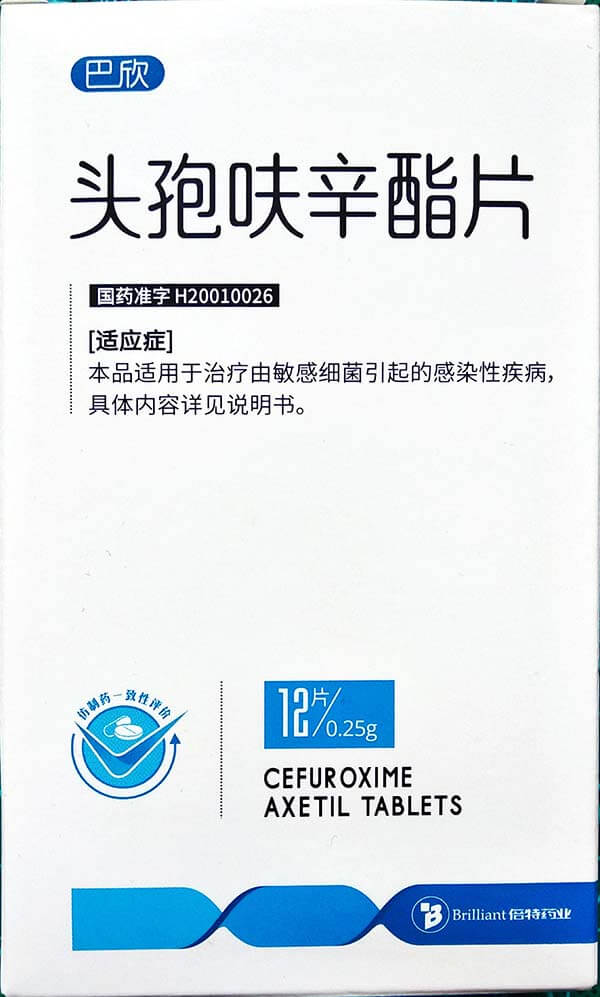 巴欣
头孢呋辛酯片
国药准字 H20010026
[适应症]
本品适用于治疗由敏感细菌引起的感染性疾病，
具体内容详见说明书。
仿制药一致性评价
12片/0.25g
CEFUROXIME
AXETIL TABLETS
Brilliant 倍特药业